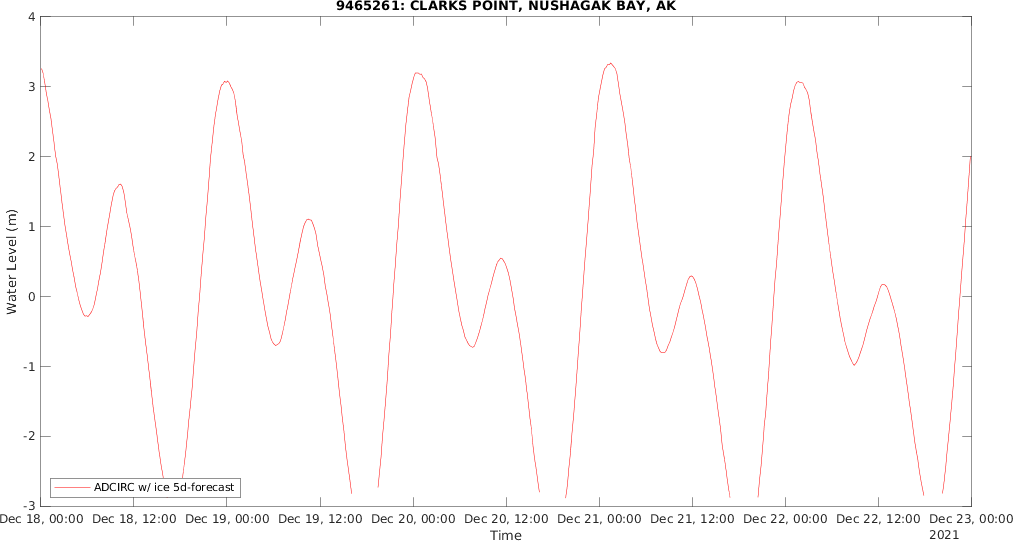 9465261: CLARKS POINT, NUSHAGAK BAY, AK
4
3
2
1
0
-1
-2
-3
Water Level (m)
ADCIRC w/ ice 5d-forecast
Dec 18, 00:00 Dec 18, 12:00 Dec 19, 00:00 Dec 19, 12:00 Dec 20, 00:00 Dec 20, 12:00 Dec 21, 00:00 Dec 21, 12:00 Dec 22, 00:00 Dec 22, 12:00 Dec 23, 00:00
Time
2021